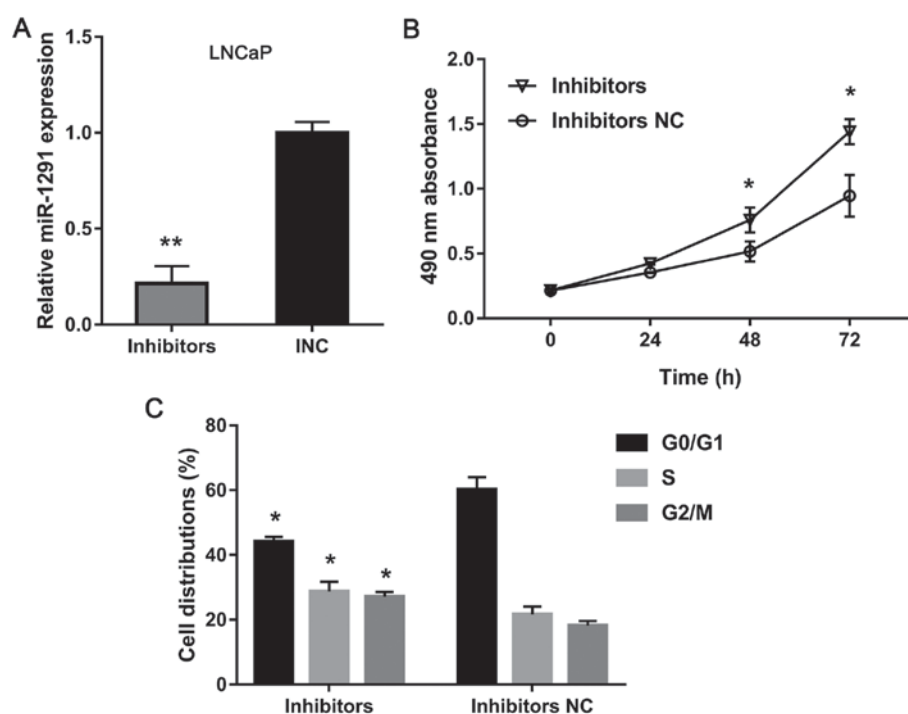 A
LNCaP
Relative miR-1291 expression
1.5
1.0
0.5
0.0
**
Inhibitors
INC
B
490 nm absorbance
2.0
1.5
1.0
0.5
0.0
Inhibitors
Inhibitors NC
*
*
0
24
48
72
Time (h)
C
Cell distributions (%)
80
60
40
20
0
*
*
*
G0/G1
S
G2/M
Inhibitors
Inhibitors NC